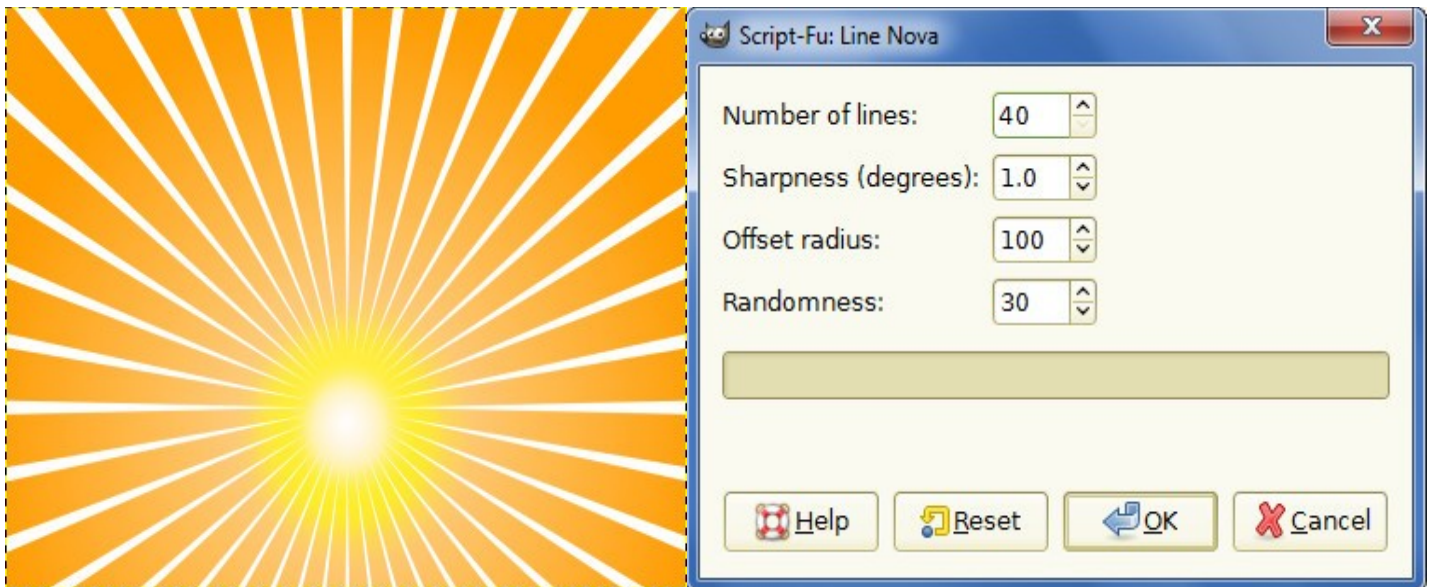 Script-Fu: Line Nova
Number of lines: 40
Sharpness (degrees): 1.0
Offset radius: 100
Randomness: 30
Help Reset OK Cancel